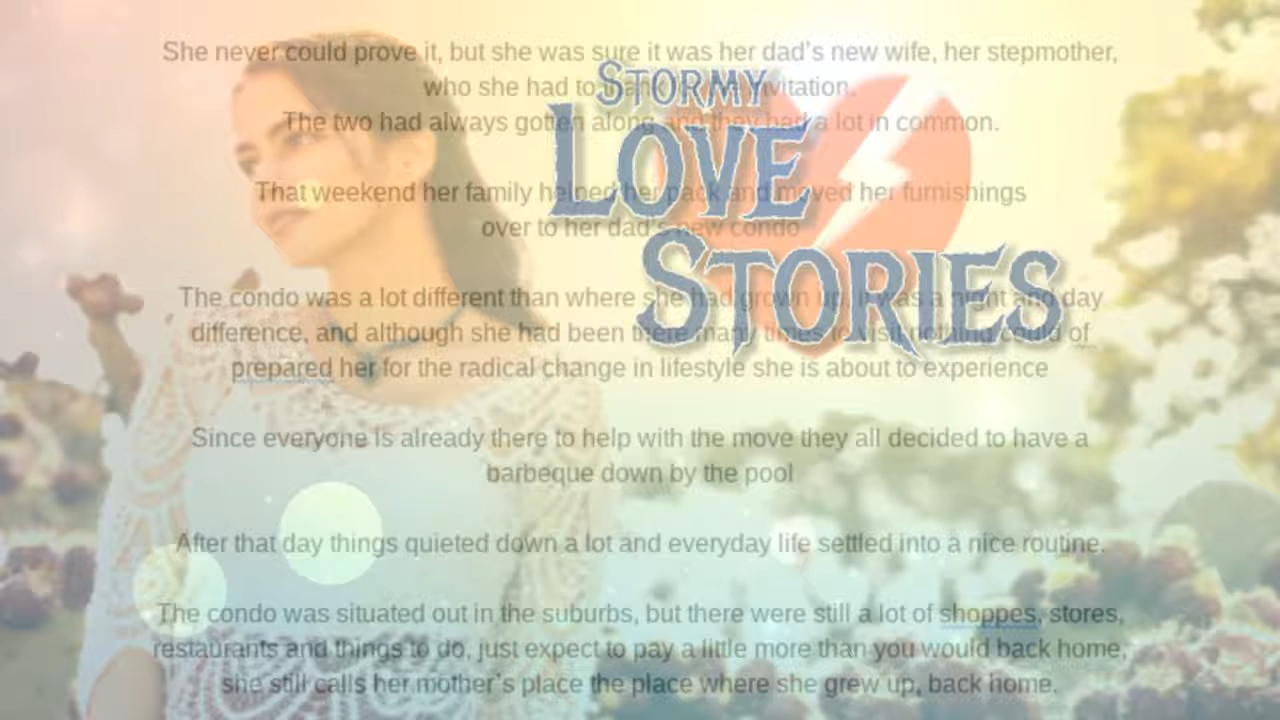 She never could prove it, but she was sure it was her dad's new wife, her stepmother,
STORMY
who she had to thank for the invitation.
The two had always gotten along and they had a lot in common.
LOVE
That weekend her family helped her pack and moved her furnishings
over to her dad's new condo
STORIES
The condo was a lot different than where she had grown up, it was a night and day
difference, and although she had been there many times to visit nothing could of
prepared her for the radical change in lifestyle she is about to experience
Since everyone is already there to help with the move they all decided to have a
barbeque down by the pool
After that day things quieted down a lot and everyday life settled into a nice routine.
The condo was situated out in the suburbs, but there were still a lot of shoppes, stores,
restaurants and things to do, just expect to pay a little more than you would back home,
she still calls her mother's place the place where she grew up, back home.